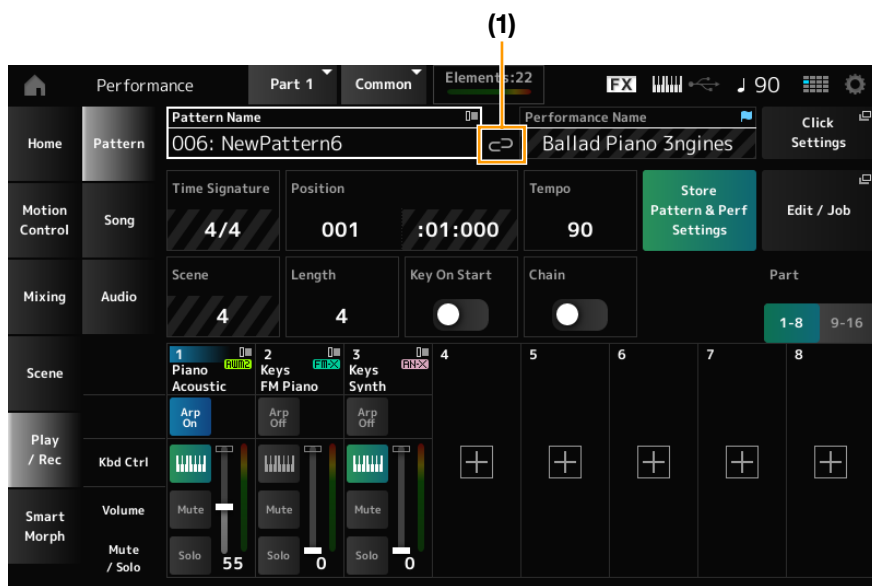 (1)
Performance Part 1 Common Elements:22 FX ♩ 90
Pattern Name Performance Name Click
Home Pattern 006: NewPattern6 Ballad Piano 3ngines Settings
Time Signature Position Tempo Store
Motion Song Pattern & Perf Edit / Job
Control 4/4 001 :01:000 90 Settings
Scene Length Key On Start Chain Part
Mixing Audio 4 4 1-8 9-16
1 2 3 4 5 6 7 8
Piano AWM2 Keys FM-X Keys AN-X
Scene Acoustic FM Piano Synth
Arp Arp Arp
On Off Off
Play
/ Rec Kbd Ctrl
Smart Volume Mute Mute Mute
Morph
Mute Solo 55 Solo 0 Solo 0
/ Solo